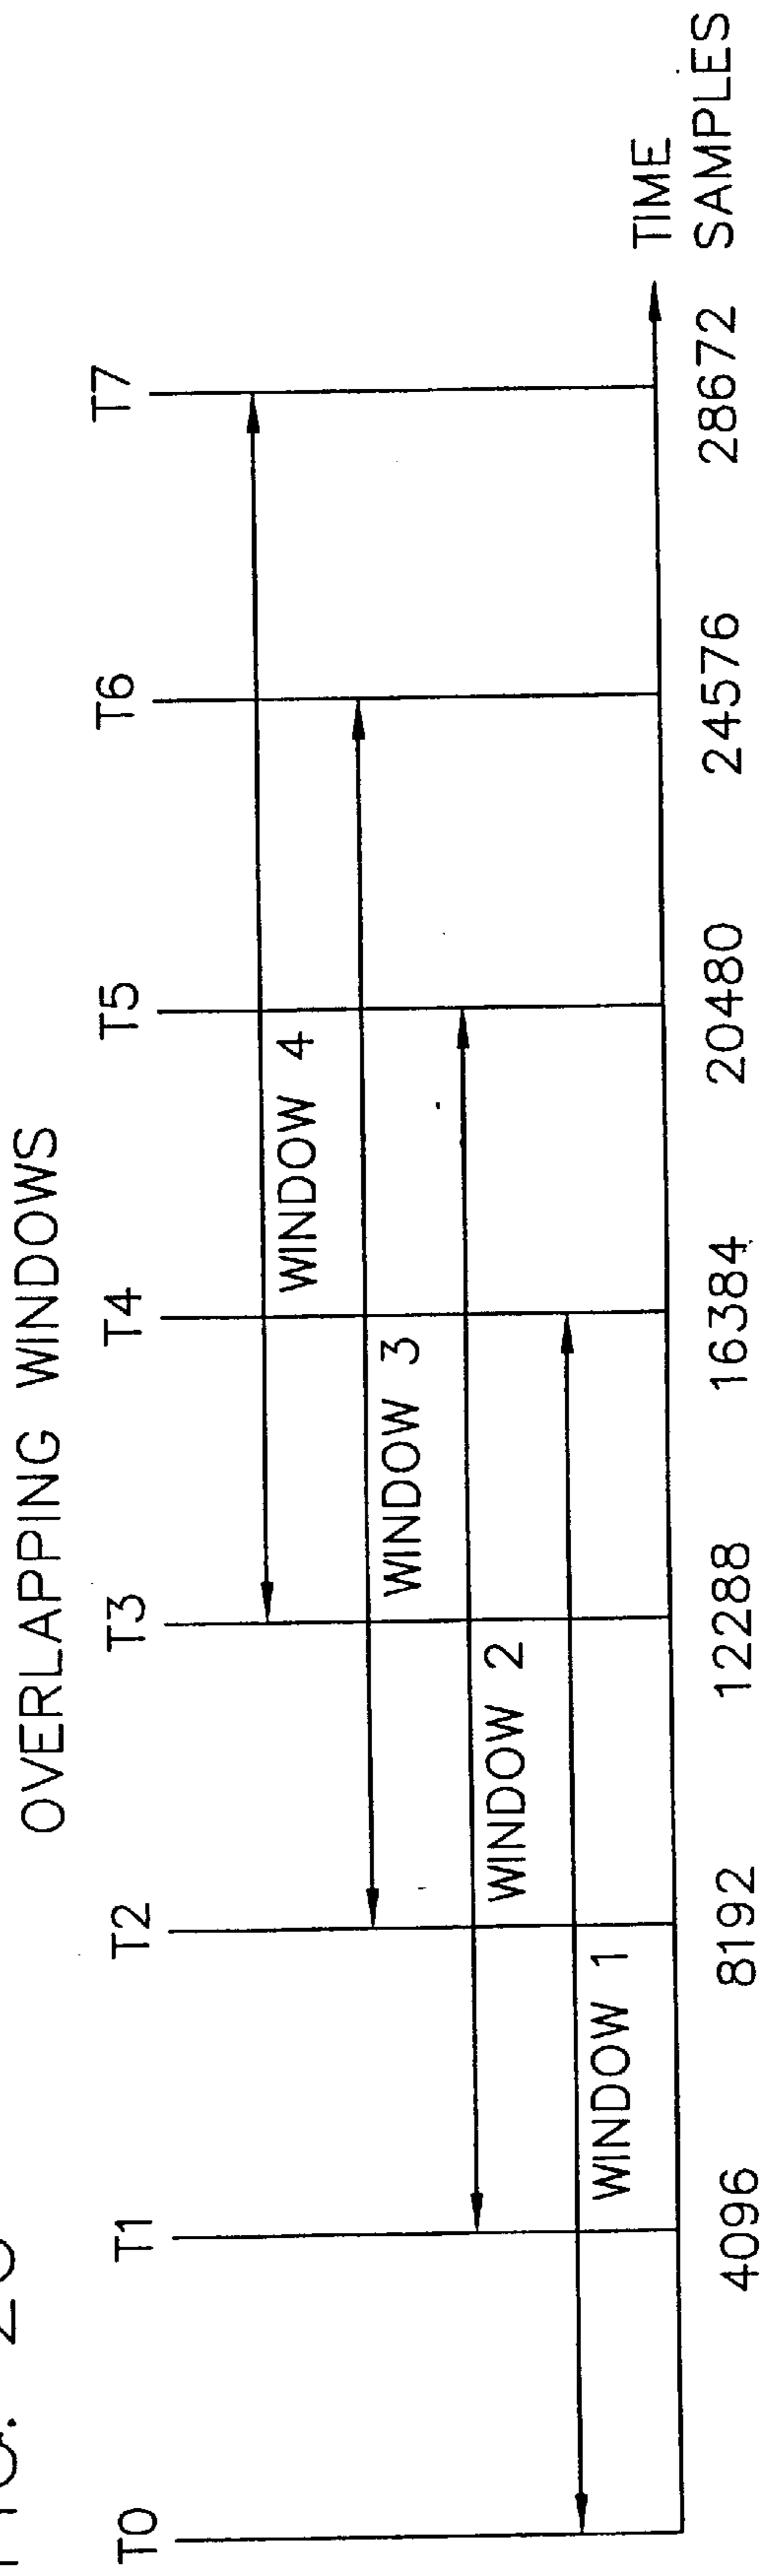 OVERLAPPING WINDOWS
T0 T1 T2 T3 T4 T5 T6 T7
WINDOW 4
WINDOW 3
WINDOW 2
WINDOW 1
TIME
4096 8192 12288 16384 20480 24576 28672 SAMPLES